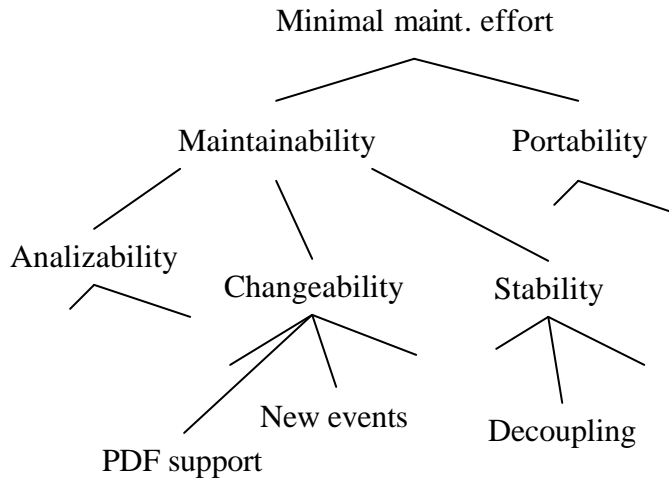 Minimal maint. effort
Maintainability
Portability
Analizability
Changeability
Stability
New events
Decoupling
PDF support